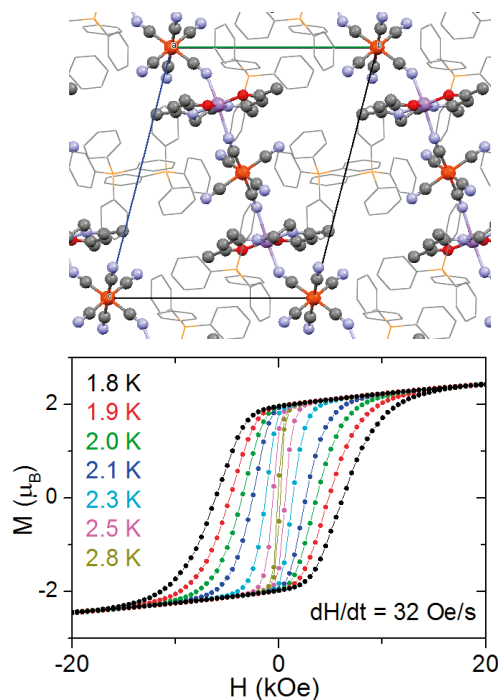 a
b
c
1.8 K
1.9 K
2.0 K
2.1 K
2.3 K
2.5 K
2.8 K
dH/dt = 32 Oe/s
2
0
-2
M (μB)
-20
0
20
H (kOe)